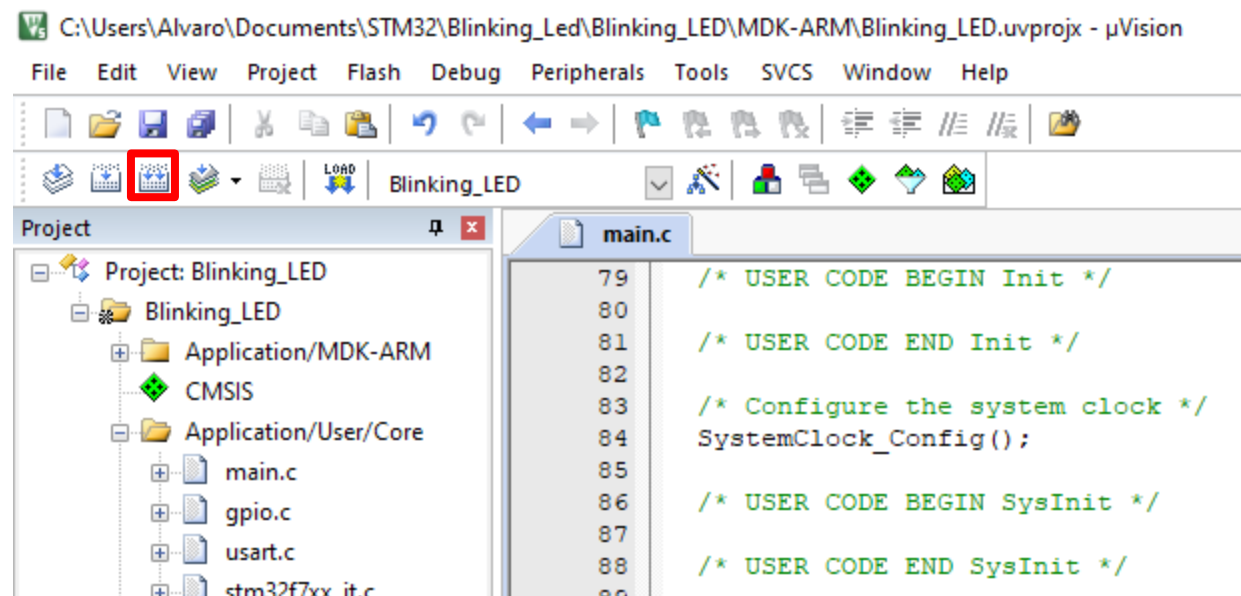 C:\Users\Alvaro\Documents\STM32\Blinking_Led\Blinking_LED\MDK-ARM\Blinking_LED.uvprojx - µVision
File Edit View Project Flash Debug Peripherals Tools SVCS Window Help
LOAD Blinking_LED
Project
main.c
Project: Blinking_LED
Blinking_LED
Application/MDK-ARM
CMSIS
Application/User/Core
main.c
gpio.c
usart.c
stm32f7xx_it.c
79 /* USER CODE BEGIN Init */
80
81 /* USER CODE END Init */
82
83 /* Configure the system clock */
84 SystemClock_Config();
85
86 /* USER CODE BEGIN SysInit */
87
88 /* USER CODE END SysInit */
89